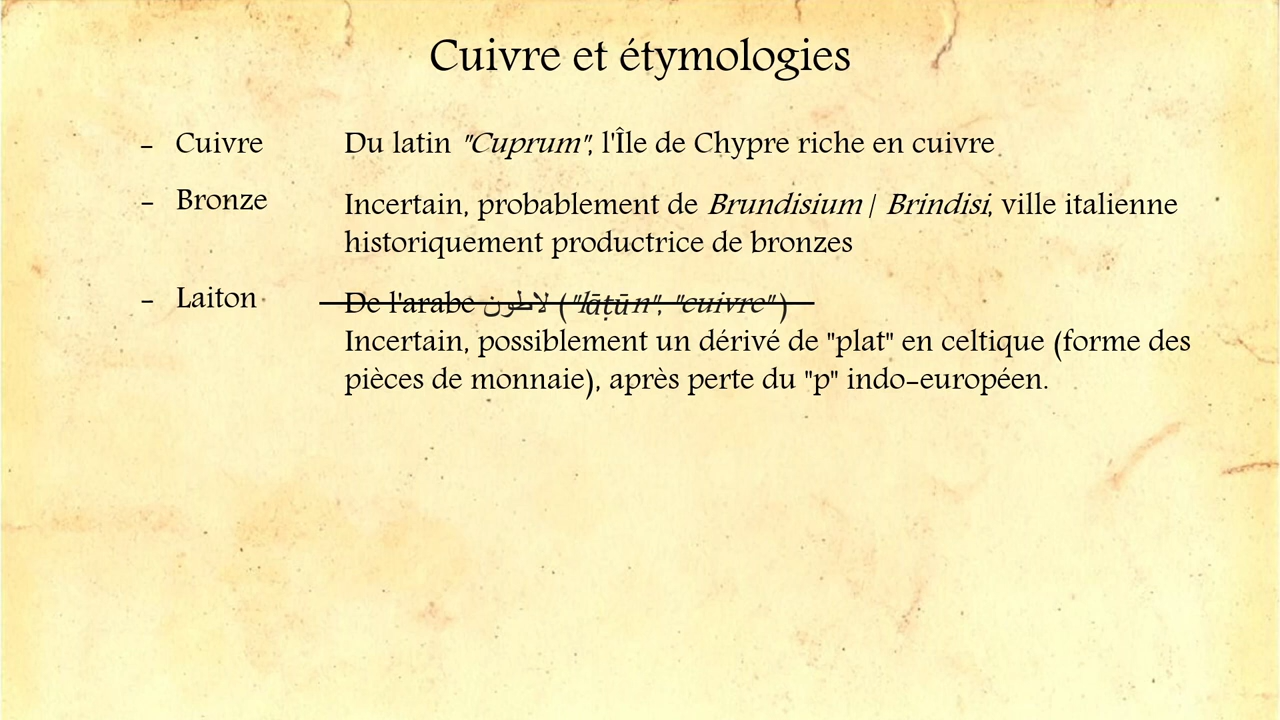 Cuivre et étymologies
- Cuivre Du latin "Cuprum", l'Île de Chypre riche en cuivre
- Bronze Incertain, probablement de Brundisium / Brindisi, ville italienne
historiquement productrice de bronzes
- Laiton De l'arabe لاطون ("lāṭūn", "cuivre")
Incertain, possiblement un dérivé de "plat" en celtique (forme des
pièces de monnaie), après perte du "p" indo-européen.